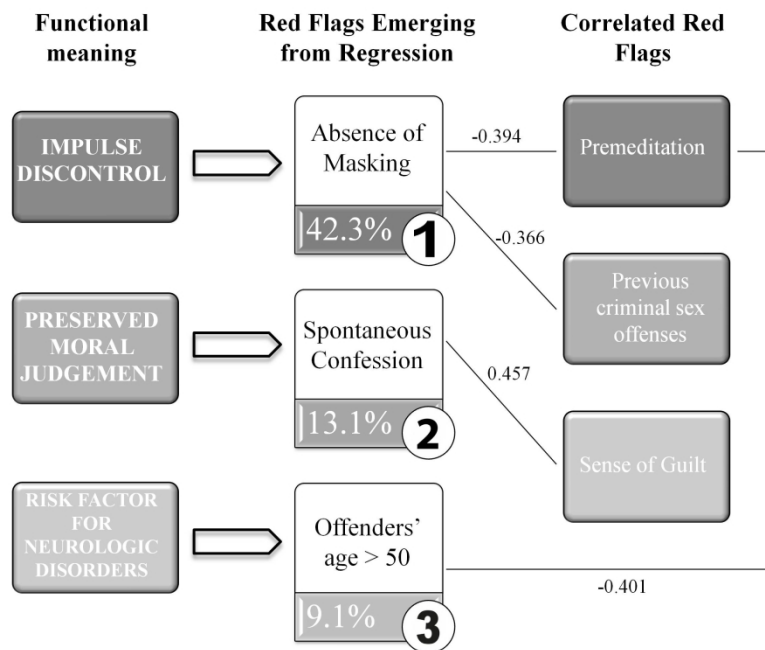 Functional
meaning
Red Flags Emerging
from Regression
Correlated Red
Flags
IMPULSE
DISCONTROL
Absence of
Masking
42.3%
1
-0.394
Premeditation
-0.366
Previous
criminal sex
offenses
PRESERVED
MORAL
JUDGEMENT
Spontaneous
Confession
13.1%
2
0.457
Sense of Guilt
RISK FACTOR
FOR
NEUROLOGIC
DISORDERS
Offenders'
age > 50
9.1%
3
-0.401